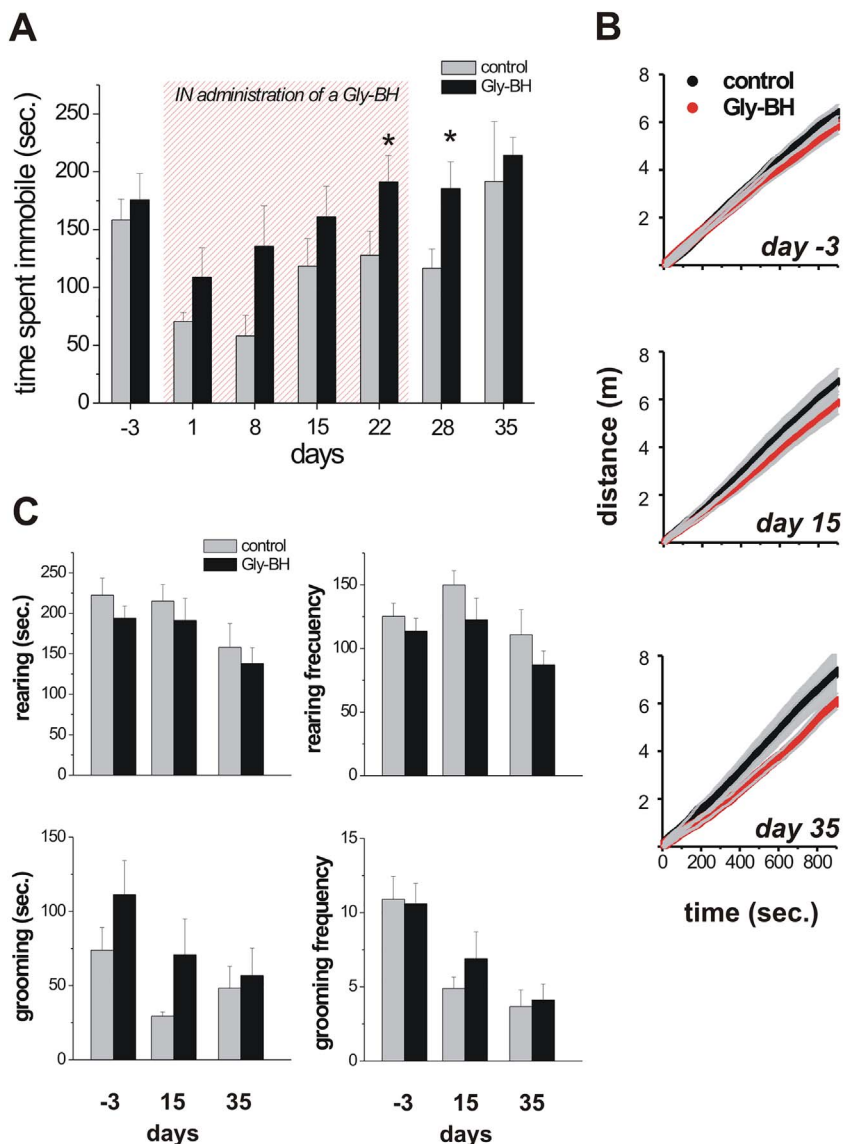 A
IN administration of a Gly-BH
control
Gly-BH
time spent immobile (sec.)
250
200
150
100
50
0
-3 1 8 15 22 28 35
days
*
*
B
control
Gly-BH
8
6
4
2
day -3
8
6
4
2
day 15
distance (m)
8
6
4
2
day 35
0 200 400 600 800
time (sec.)
C
control
Gly-BH
rearing (sec.)
250
200
150
100
50
0
rearing frecuency
150
100
50
0
grooming (sec.)
150
100
50
0
-3 15 35
days
grooming frequency
15
10
5
0
-3 15 35
days